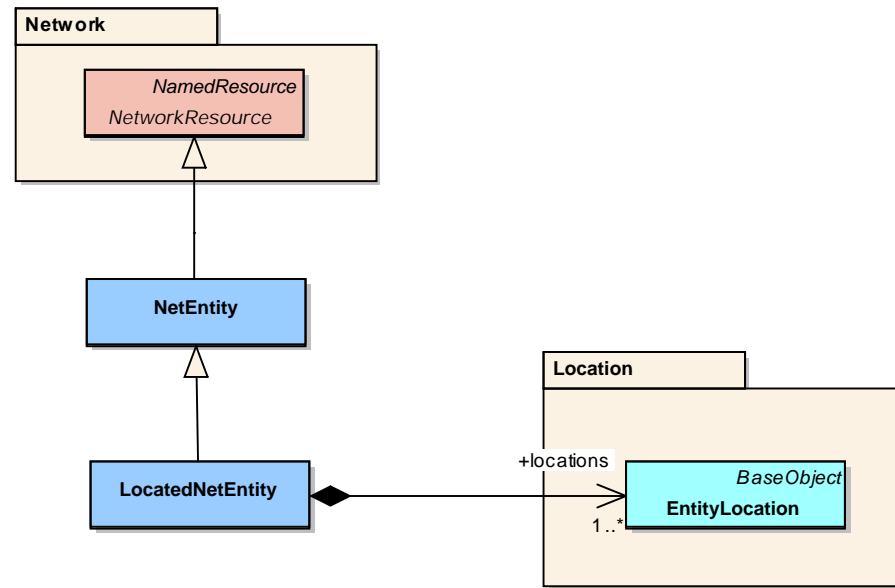 Network
NamedResource
NetworkResource
NetEntity
Location
+locations
LocatedNetEntity
BaseObject
EntityLocation
1..*